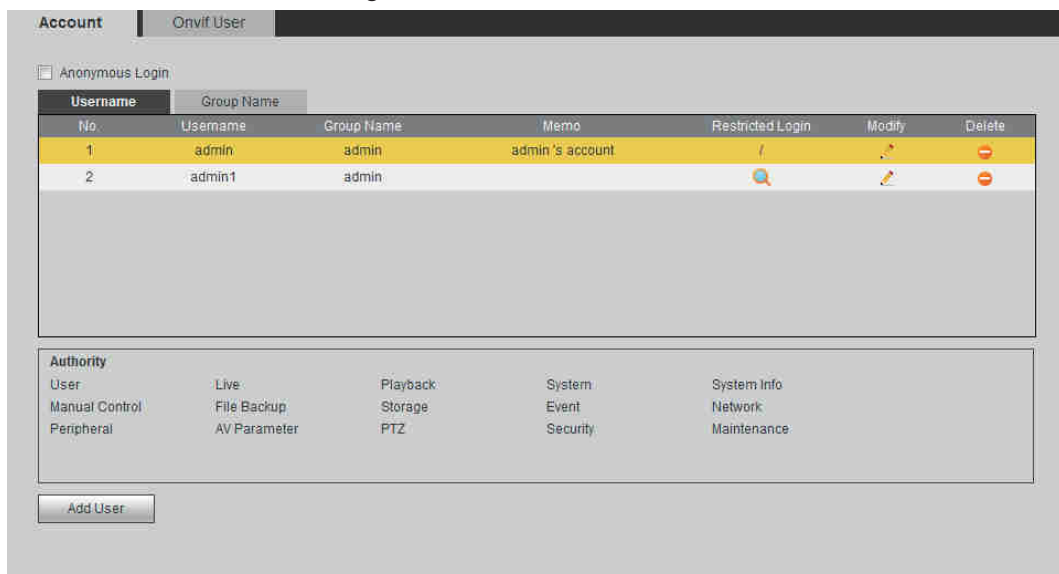 Account Onvif User
Anonymous Login
Username Group Name
No. Username Group Name Memo Restricted Login Modify Delete
1 admin admin admin 's account /
2 admin1 admin
Authority
User Live Playback System System Info
Manual Control File Backup Storage Event Network
Peripheral AV Parameter PTZ Security Maintenance
Add User